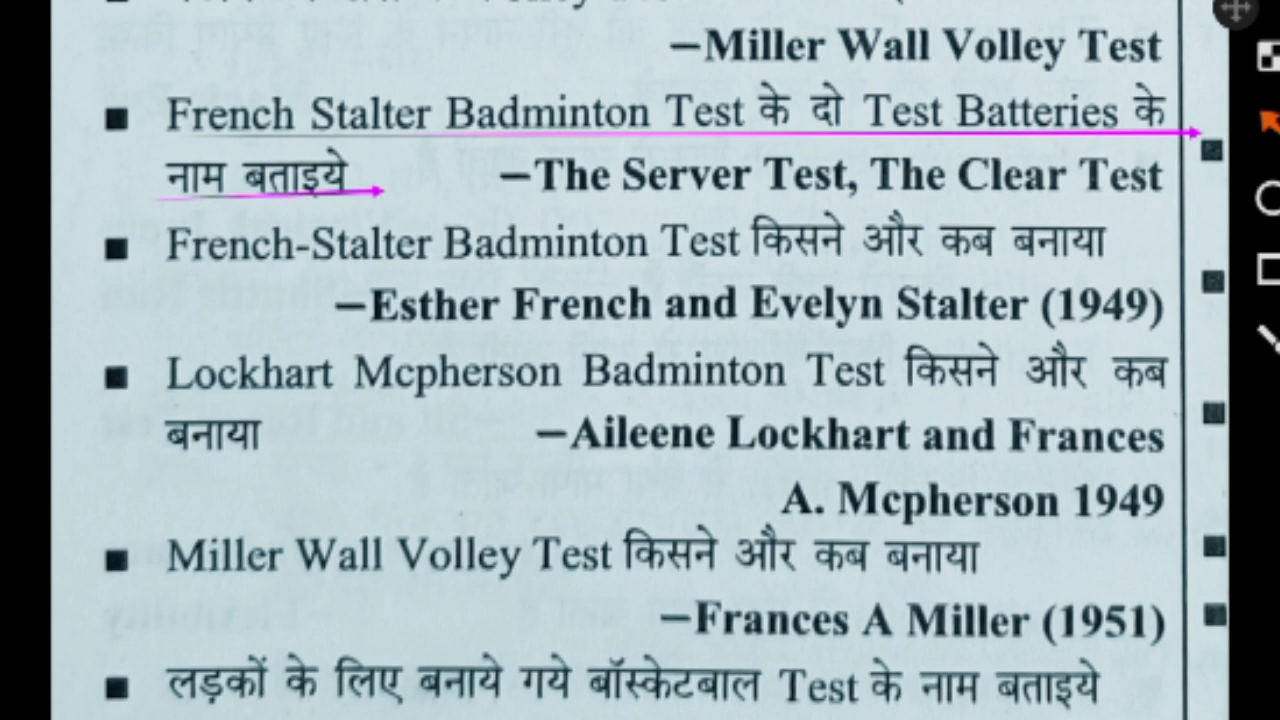 –Miller Wall Volley Test
▪ French Stalter Badminton Test के दो Test Batteries के
नाम बताइये –The Server Test, The Clear Test
▪ French-Stalter Badminton Test किसने और कब बनाया
–Esther French and Evelyn Stalter (1949)
▪ Lockhart Mcpherson Badminton Test किसने और कब
बनाया –Aileene Lockhart and Frances
A. Mcpherson 1949
▪ Miller Wall Volley Test किसने और कब बनाया
–Frances A Miller (1951)
▪ लड़कों के लिए बनाये गये बॉस्केटबाल Test के नाम बताइये